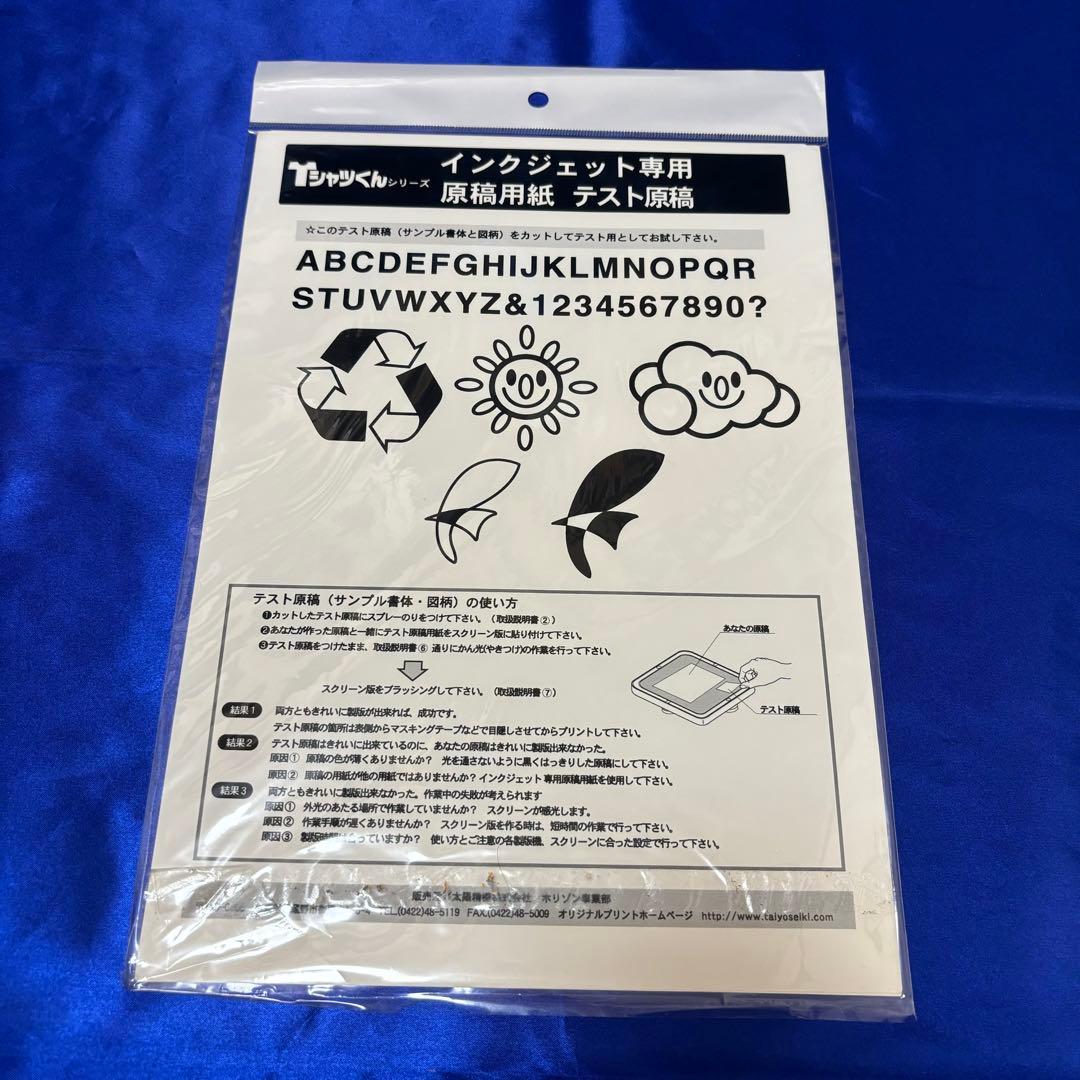 Tシャツくんシリーズ
インクジェット専用
原稿用紙 テスト原稿
☆このテスト原稿（サンプル書体と図柄）をカットしてテスト用としてお試し下さい。
ABCDEFGHIJKLMNOPQR
STUVWXYZ&1234567890?
テスト原稿（サンプル書体・図柄）の使い方
❶カットしたテスト原稿にスプレーのりをつけて下さい。（取扱説明書②）
❷あなたが作った原稿と一緒にテスト原稿用紙をスクリーン版に貼り付けて下さい。
❸テスト原稿をつけたまま、取扱説明書⑥ 通りにかん光(やきつけ)の作業を行って下さい。
あなたの原稿
テスト原稿
スクリーン版をブラッシングして下さい。（取扱説明書⑦）
結果1 両方ともきれいに製版が出来れば、成功です。
テスト原稿の箇所は表側からマスキングテープなどで目隠しさせてからプリントして下さい。
結果2 テスト原稿はきれいに出来ているのに、あなたの原稿はきれいに製版出来なかった。
原因① 原稿の色が薄くありませんか？ 光を通さないように黒くはっきりした原稿にして下さい。
原因② 原稿の用紙が他の用紙ではありませんか？インクジェット専用原稿用紙を使用して下さい。
結果3 両方ともきれいに製版出来なかった。作業中の失敗が考えられます
原因① 外光のあたる場所で作業していませんか？ スクリーンが感光します。
原因② 作業手順が遅くありませんか？ スクリーン版を作る時は、短時間の作業で行って下さい。
原因③ 製版時間は合っていますか？ 使い方とご注意の各製版機、スクリーンに合った設定で行って下さい。
太陽精機株式会社 ホリゾン事業部
TEL.(0422)48-5119 FAX.(0422)48-5009 オリジナルプリントホームページ http://www.taiyoseiki.com